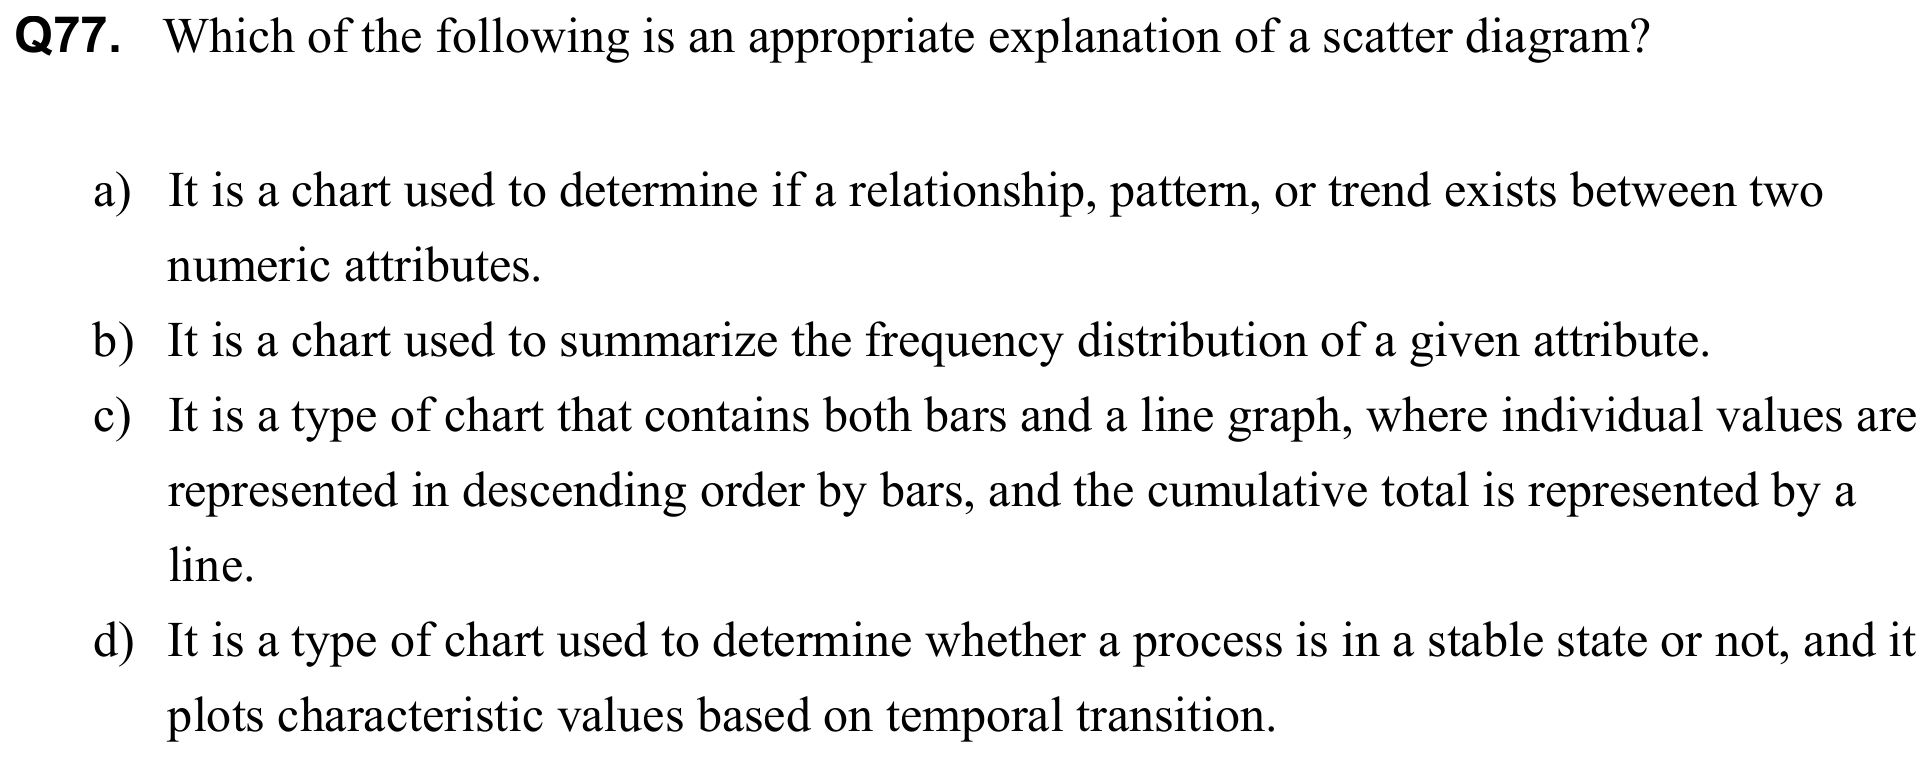 Q77. Which of the following is an appropriate explanation of a scatter diagram?
a) It is a chart used to determine if a relationship, pattern, or trend exists between two
numeric attributes.
b) It is a chart used to summarize the frequency distribution of a given attribute.
c) It is a type of chart that contains both bars and a line graph, where individual values are
represented in descending order by bars, and the cumulative total is represented by a
line.
d) It is a type of chart used to determine whether a process is in a stable state or not, and it
plots characteristic values based on temporal transition.